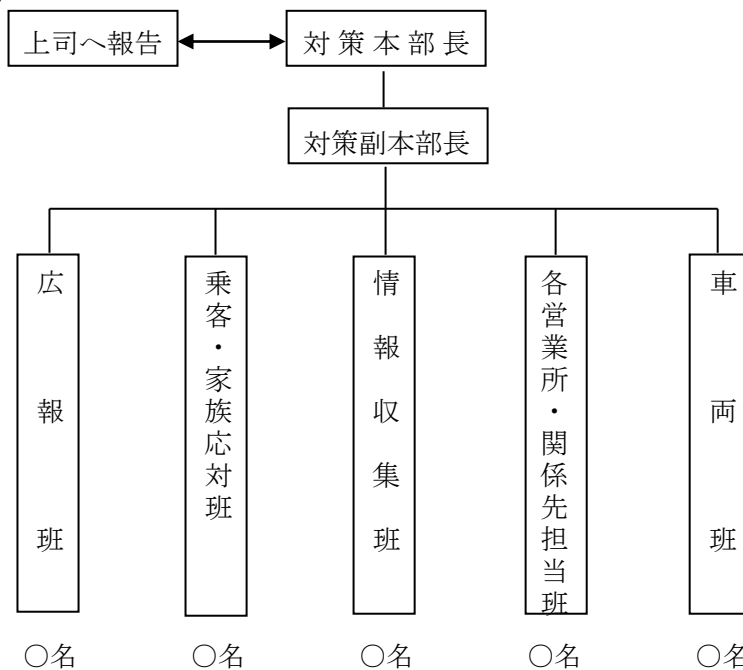 上司へ報告
対策本部長
対策副本部長
広報班
乗客・家族応対班
情報収集班
各営業所・関係先担当班
車両班
○名
○名
○名
○名
○名